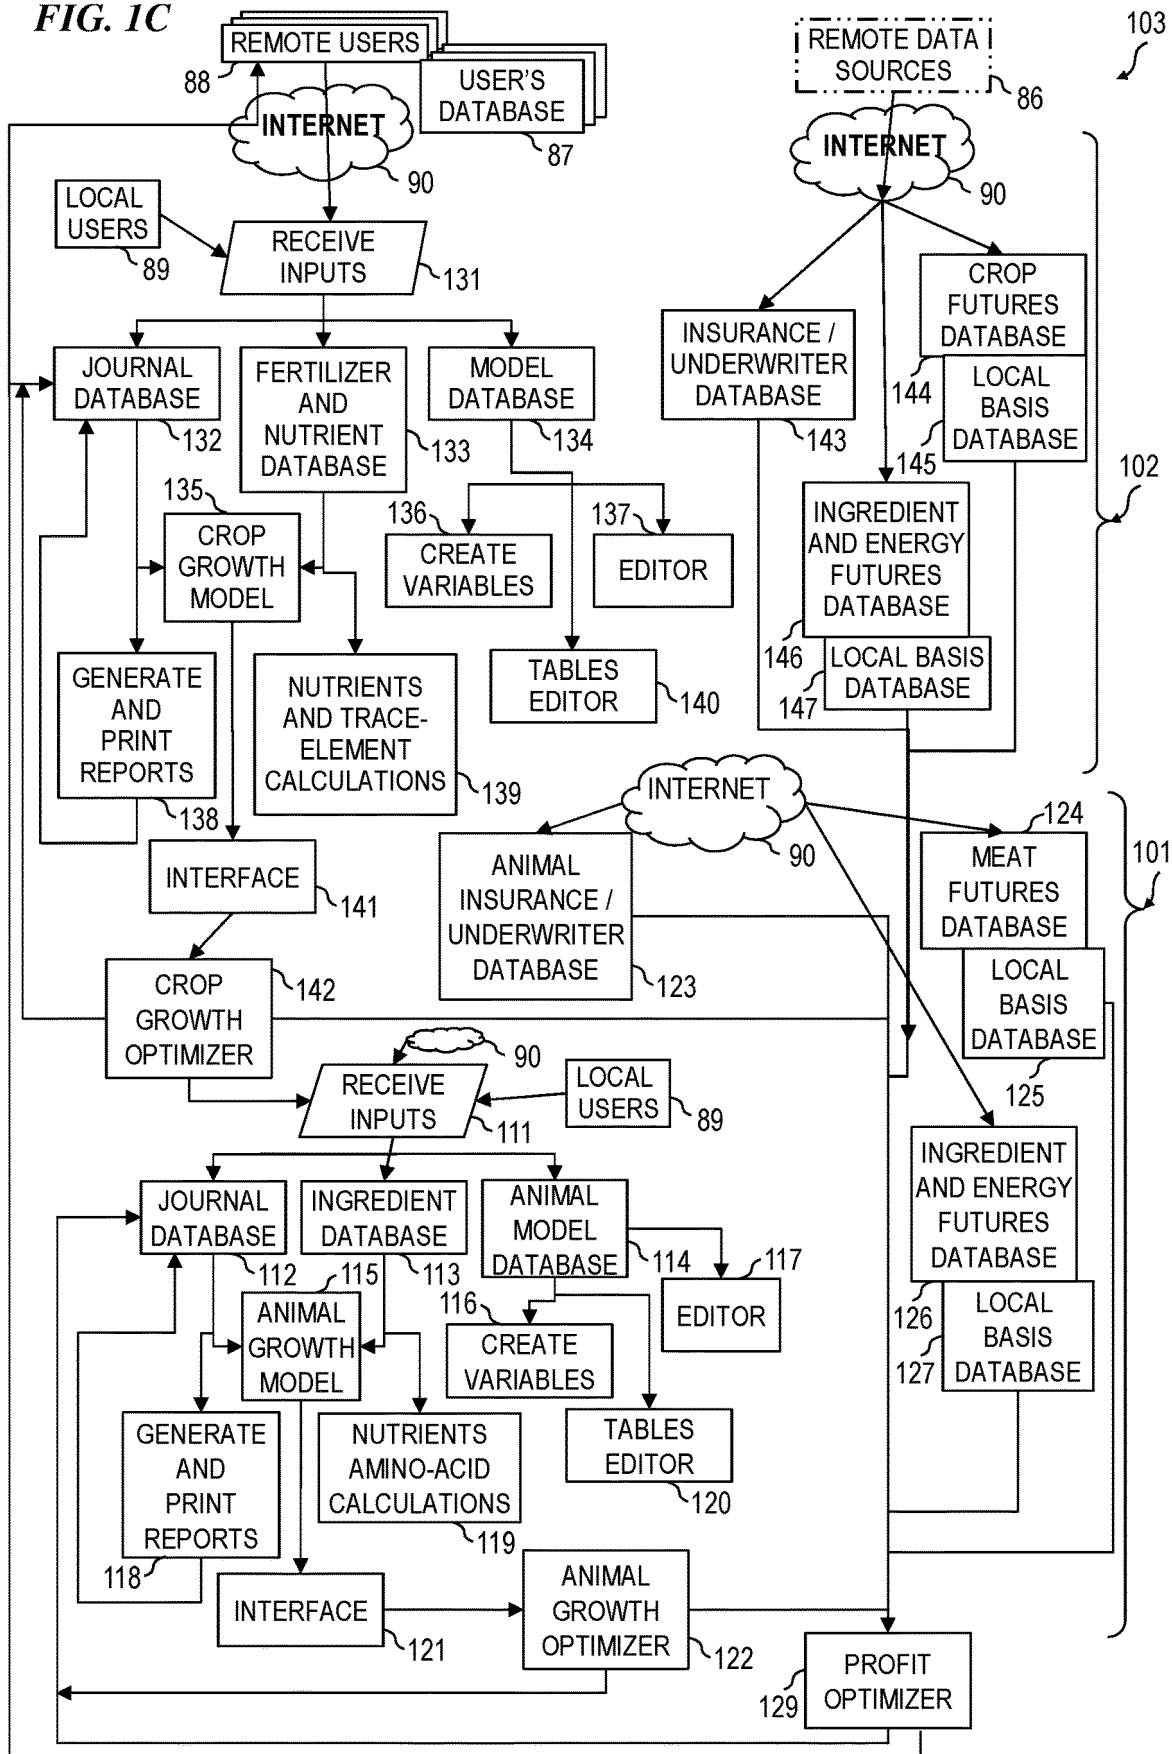 FIG. 1C
REMOTE USERS
88
USER'S
DATABASE
87
INTERNET
90
REMOTE DATA
SOURCES
86
103
INTERNET
90
LOCAL
USERS
89
RECEIVE
INPUTS
131
CROP
FUTURES
DATABASE
144
LOCAL
BASIS
DATABASE
145
INSURANCE /
UNDERWRITER
DATABASE
143
102
JOURNAL
DATABASE
132
FERTILIZER
AND
NUTRIENT
DATABASE
133
MODEL
DATABASE
134
135
CROP
GROWTH
MODEL
136
CREATE
VARIABLES
137
EDITOR
INGREDIENT
AND ENERGY
FUTURES
DATABASE
146
LOCAL BASIS
DATABASE
147
GENERATE
AND
PRINT
REPORTS
138
NUTRIENTS
AND TRACE-
ELEMENT
CALCULATIONS
139
TABLES
EDITOR
140
INTERNET
90
124
MEAT
FUTURES
DATABASE
101
INTERFACE
141
ANIMAL
INSURANCE /
UNDERWRITER
DATABASE
123
LOCAL
BASIS
DATABASE
125
CROP
GROWTH
OPTIMIZER
142
90
RECEIVE
INPUTS
111
LOCAL
USERS
89
INGREDIENT
AND ENERGY
FUTURES
DATABASE
126
LOCAL
BASIS
DATABASE
127
JOURNAL
DATABASE
112
INGREDIENT
DATABASE
113
ANIMAL
MODEL
DATABASE
114
115
ANIMAL
GROWTH
MODEL
116
CREATE
VARIABLES
117
EDITOR
GENERATE
AND
PRINT
REPORTS
118
NUTRIENTS
AMINO-ACID
CALCULATIONS
119
TABLES
EDITOR
120
INTERFACE
121
ANIMAL
GROWTH
OPTIMIZER
122
PROFIT
OPTIMIZER
129